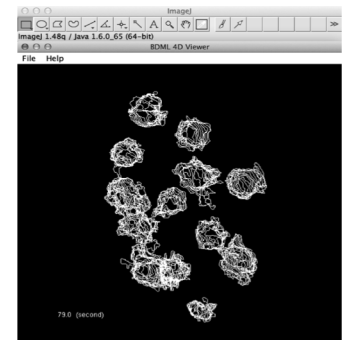 ImageJ
ImageJ 1.48q / Java 1.6.0_65 (64-bit)
BDML 4D Viewer
File Help
79.0 (second)